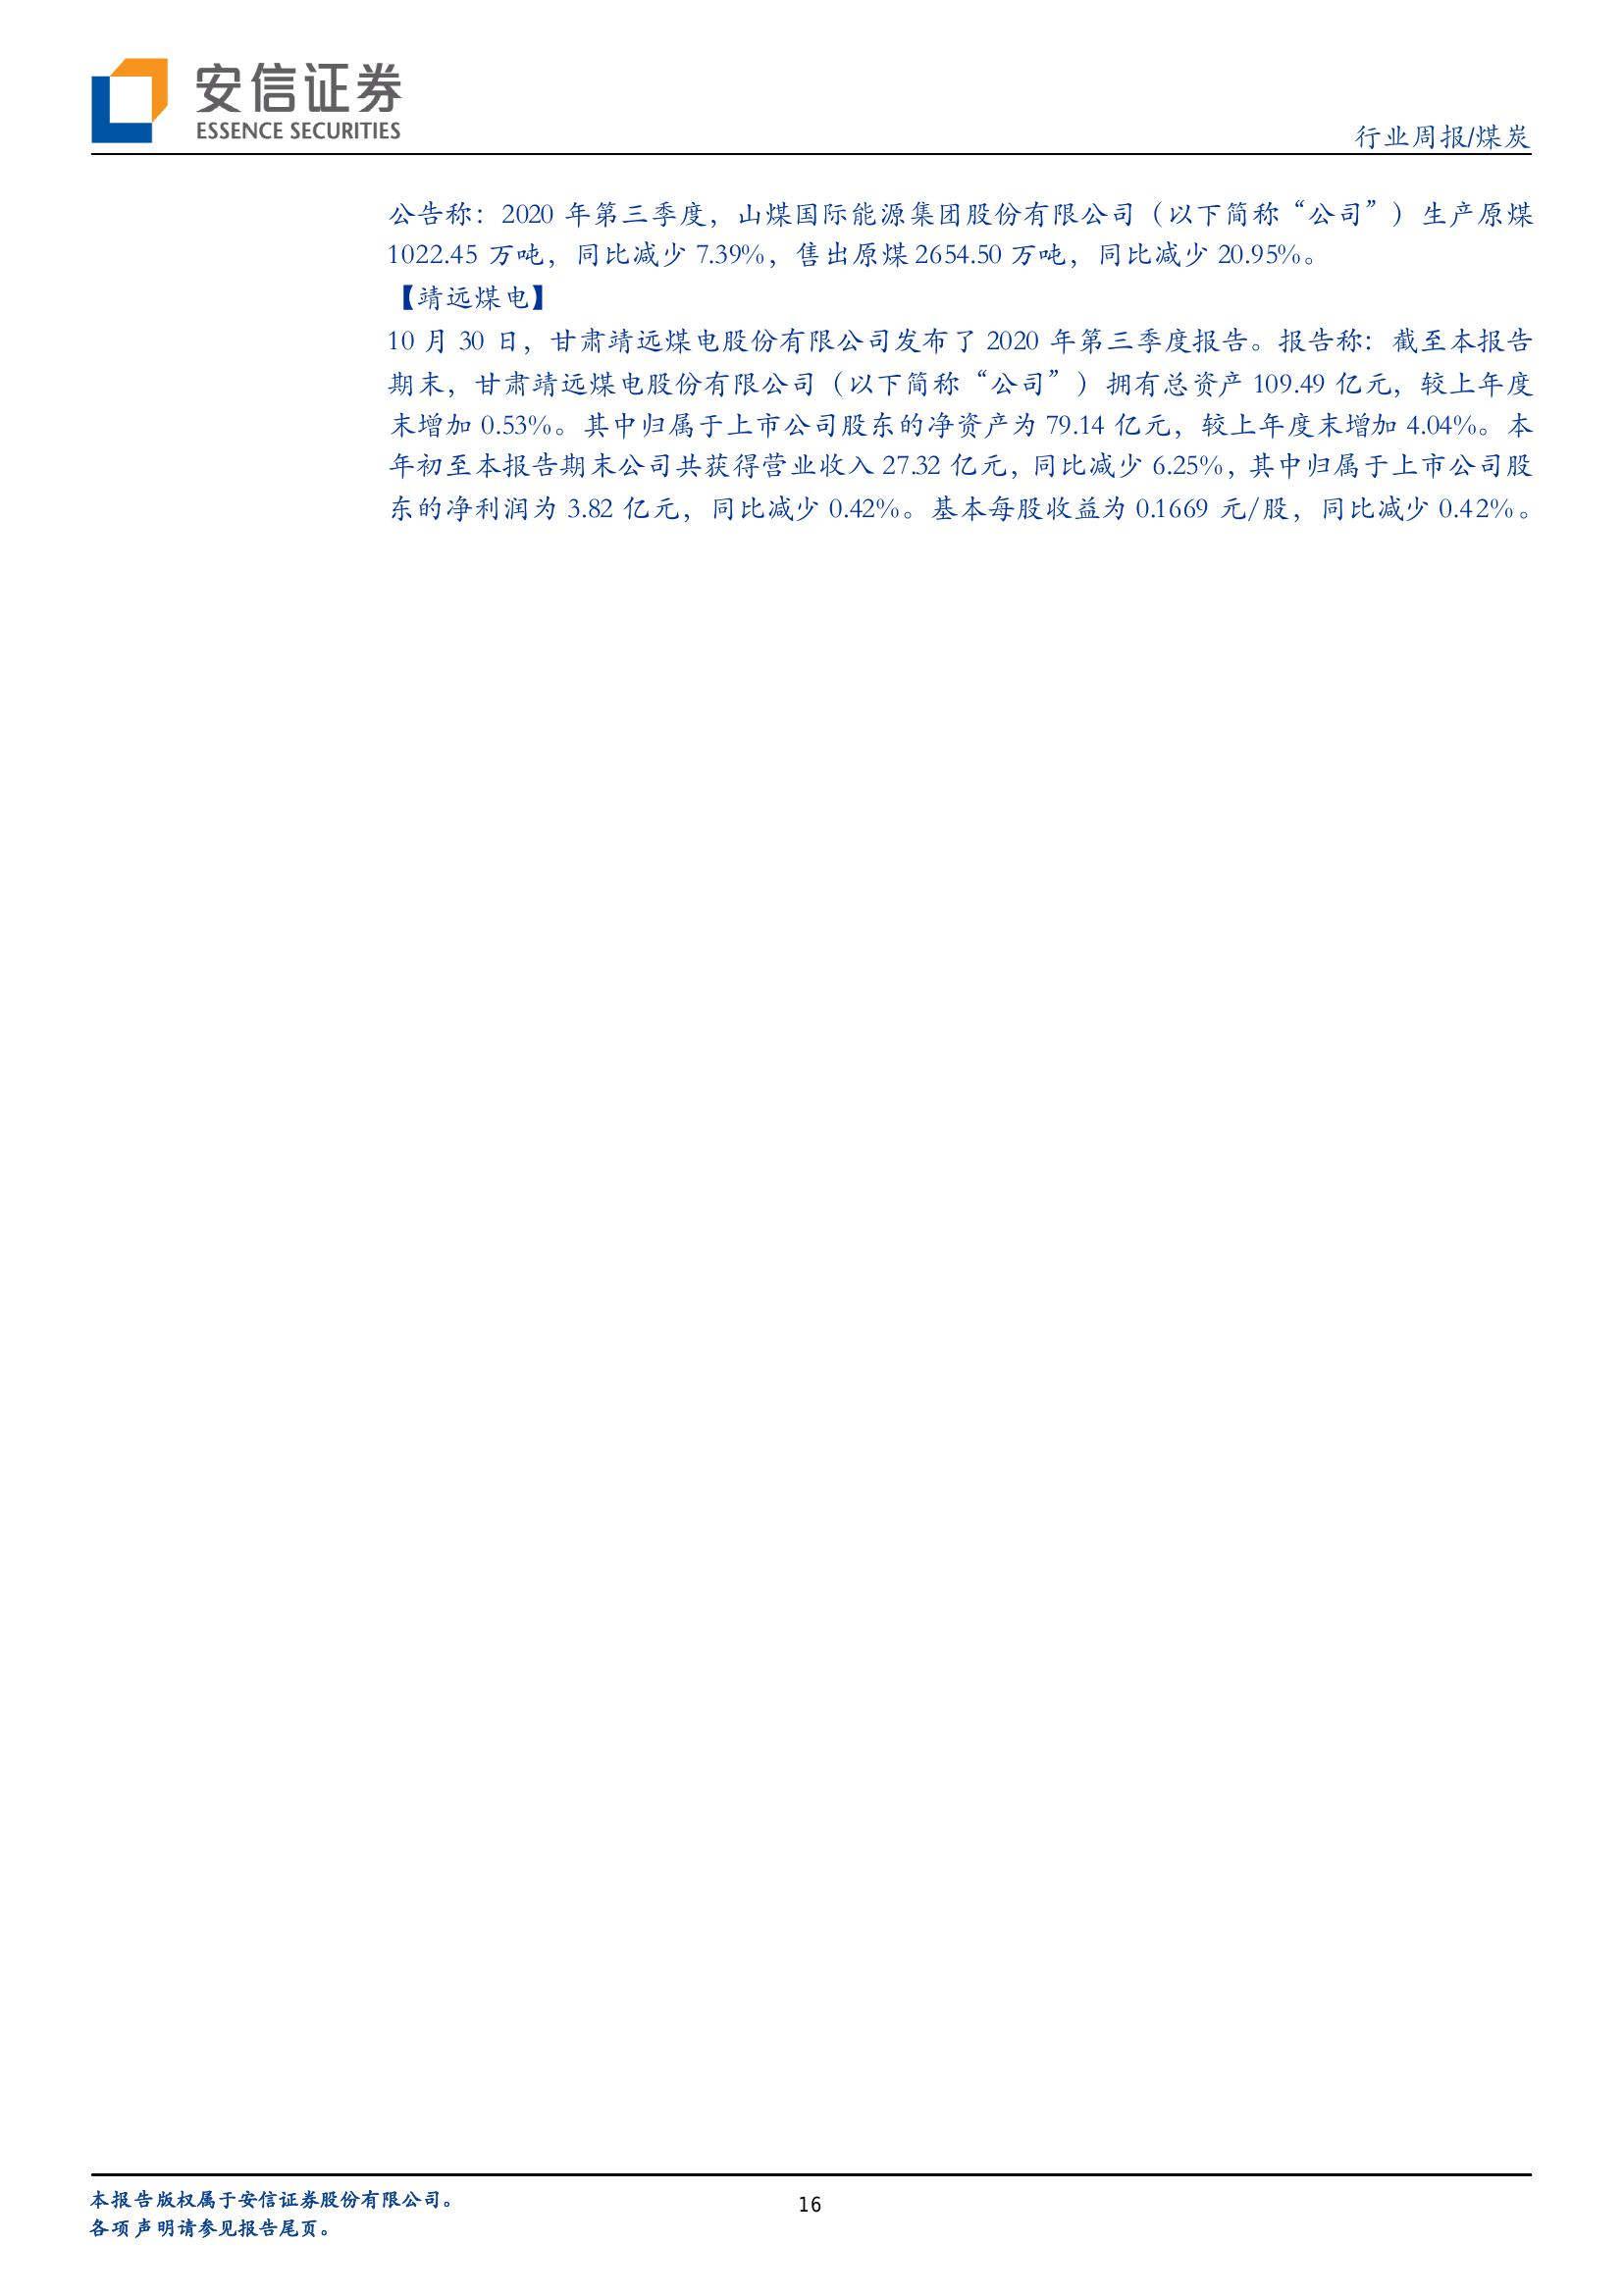 安信证券
ESSENCE SECURITIES
行业周报/煤炭
公告称：2020 年第三季度，山煤国际能源集团股份有限公司（以下简称“公司”）生产原煤
1022.45 万吨，同比减少 7.39%，售出原煤 2654.50 万吨，同比减少 20.95%。
【靖远煤电】
10 月 30 日，甘肃靖远煤电股份有限公司发布了 2020 年第三季度报告。报告称：截至本报告
期末，甘肃靖远煤电股份有限公司（以下简称“公司”）拥有总资产 109.49 亿元，较上年度
末增加 0.53%。其中归属于上市公司股东的净资产为 79.14 亿元，较上年度末增加 4.04%。本
年初至本报告期末公司共获得营业收入 27.32 亿元，同比减少 6.25%，其中归属于上市公司股
东的净利润为 3.82 亿元，同比减少 0.42%。基本每股收益为 0.1669 元/股，同比减少 0.42%。
本报告版权属于安信证券股份有限公司。
16
各项声明请参见报告尾页。